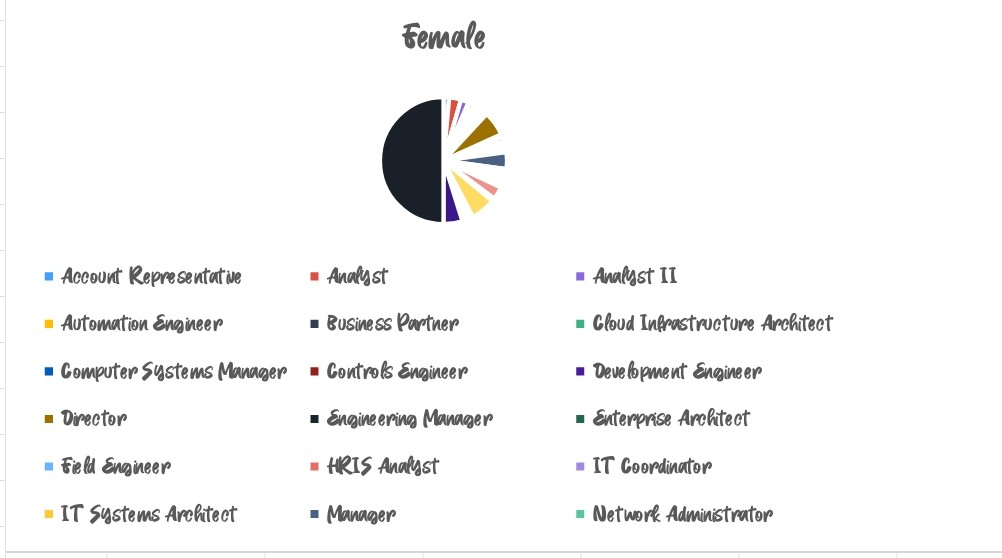 Female
Account Representative Analyst Analyst II
Automation Engineer Business Partner Cloud Infrastructure Architect
Computer Systems Manager Controls Engineer Development Engineer
Director Engineering Manager Enterprise Architect
Field Engineer HRIS Analyst IT Coordinator
IT Systems Architect Manager Network Administrator